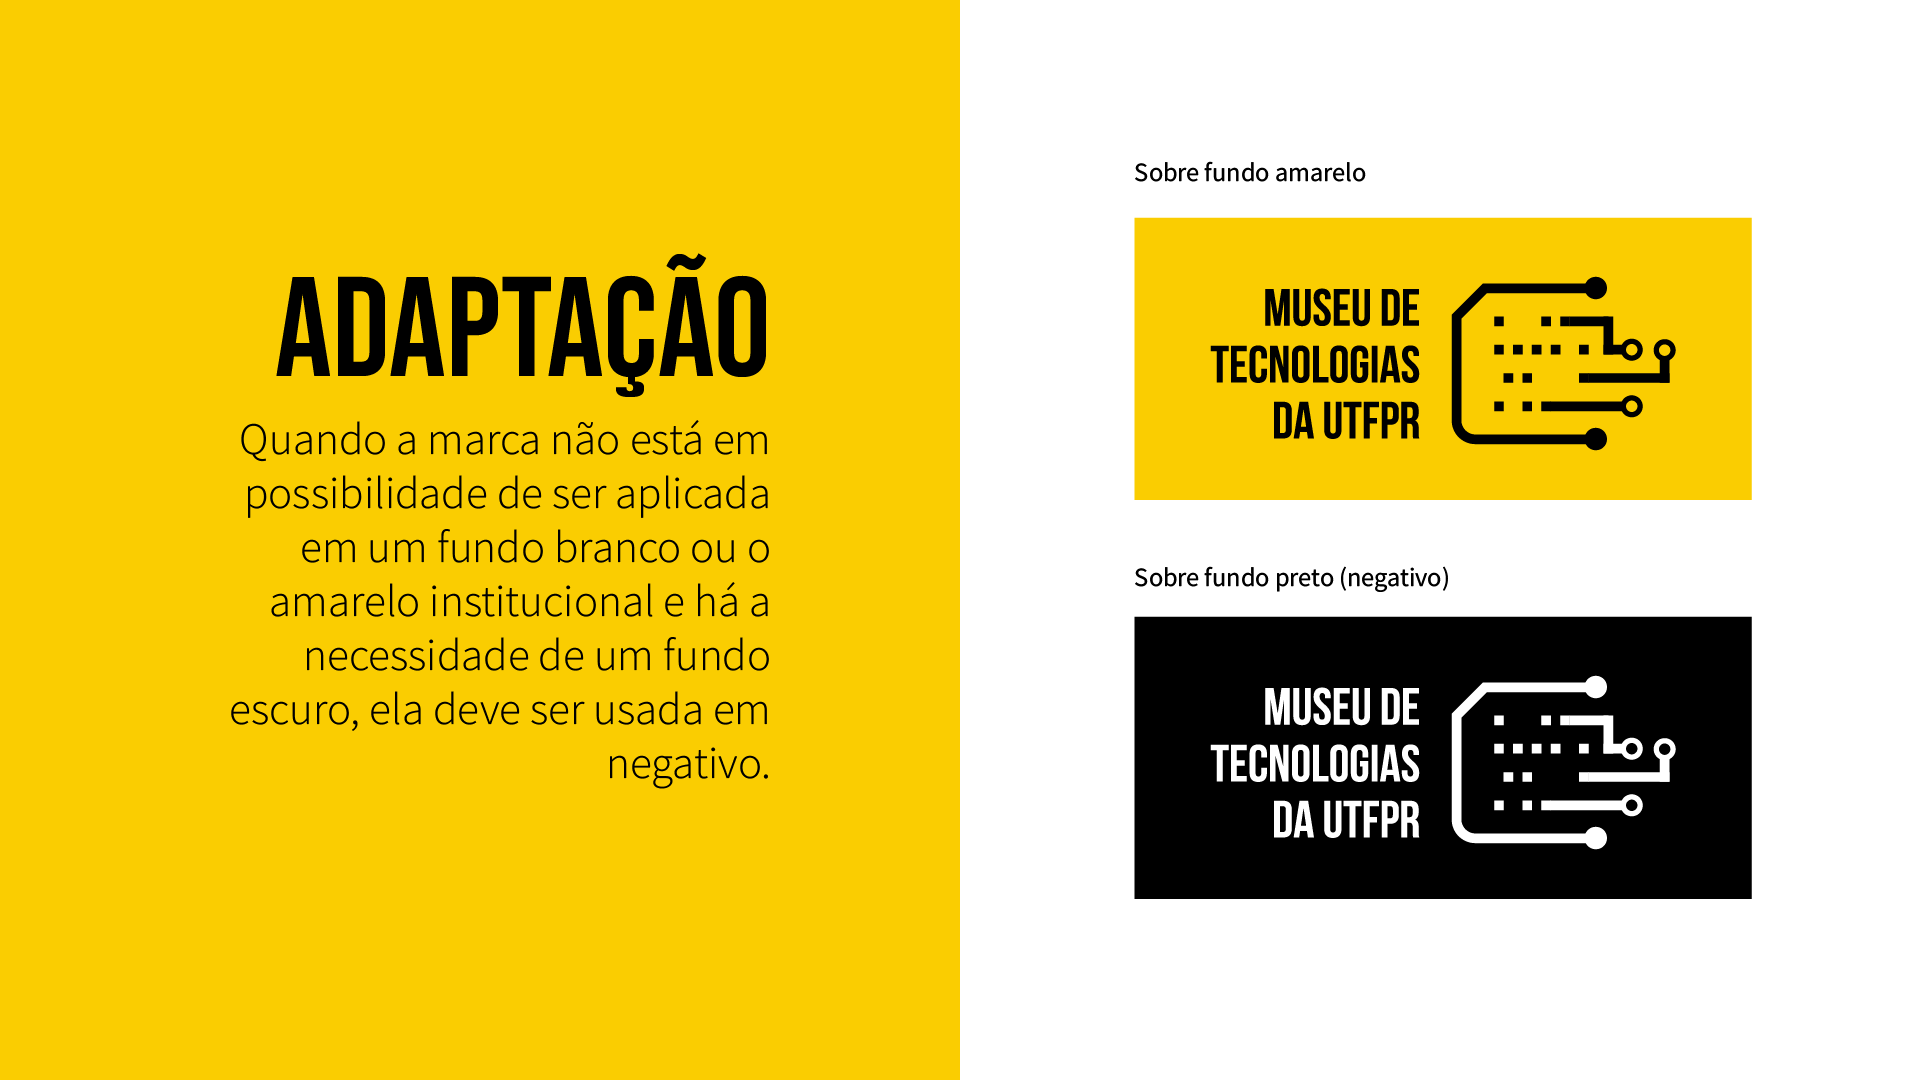 ADAPTAÇÃO
Quando a marca não está em
possibilidade de ser aplicada
em um fundo branco ou o
amarelo institucional e há a
necessidade de um fundo
escuro, ela deve ser usada em
negativo.
Sobre fundo amarelo
MUSEU DE
TECNOLOGIAS
DA UTFPR
Sobre fundo preto (negativo)
MUSEU DE
TECNOLOGIAS
DA UTFPR